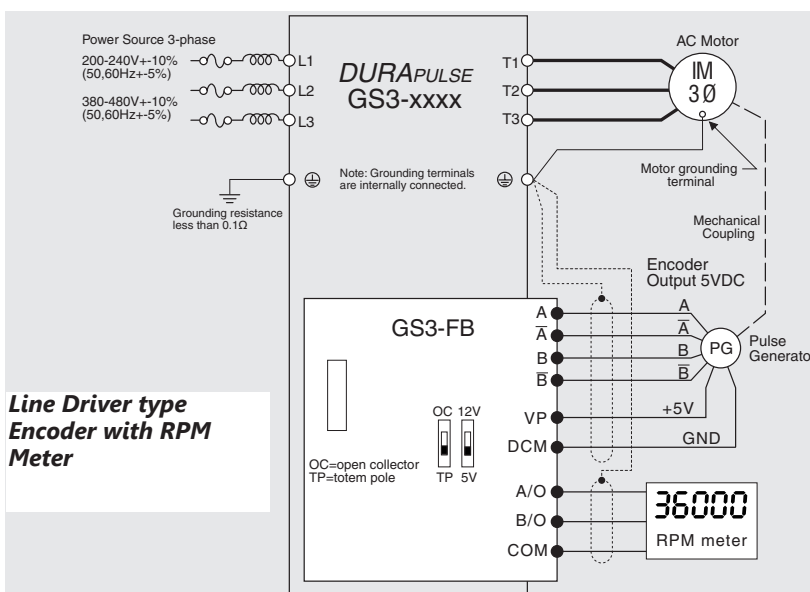 Power Source 3-phase
200-240V+-10%
(50,60Hz+-5%)
380-480V+-10%
(50,60Hz+-5%)
L1
L2
L3
DURAPULSE
GS3-xxxx
T1
T2
T3
AC Motor
IM
3Ø
Note: Grounding terminals
are internally connected.
Grounding resistance
less than 0.1Ω
Motor grounding
terminal
Mechanical
Coupling
Encoder
Output 5VDC
GS3-FB
A
A̅
B
B̅
VP
DCM
A/O
B/O
COM
A
A̅
B
B̅
+5V
GND
PG
Pulse
Generato
Line Driver type
Encoder with RPM
Meter
OC 12V
TP 5V
OC=open collector
TP=totem pole
36000
RPM meter